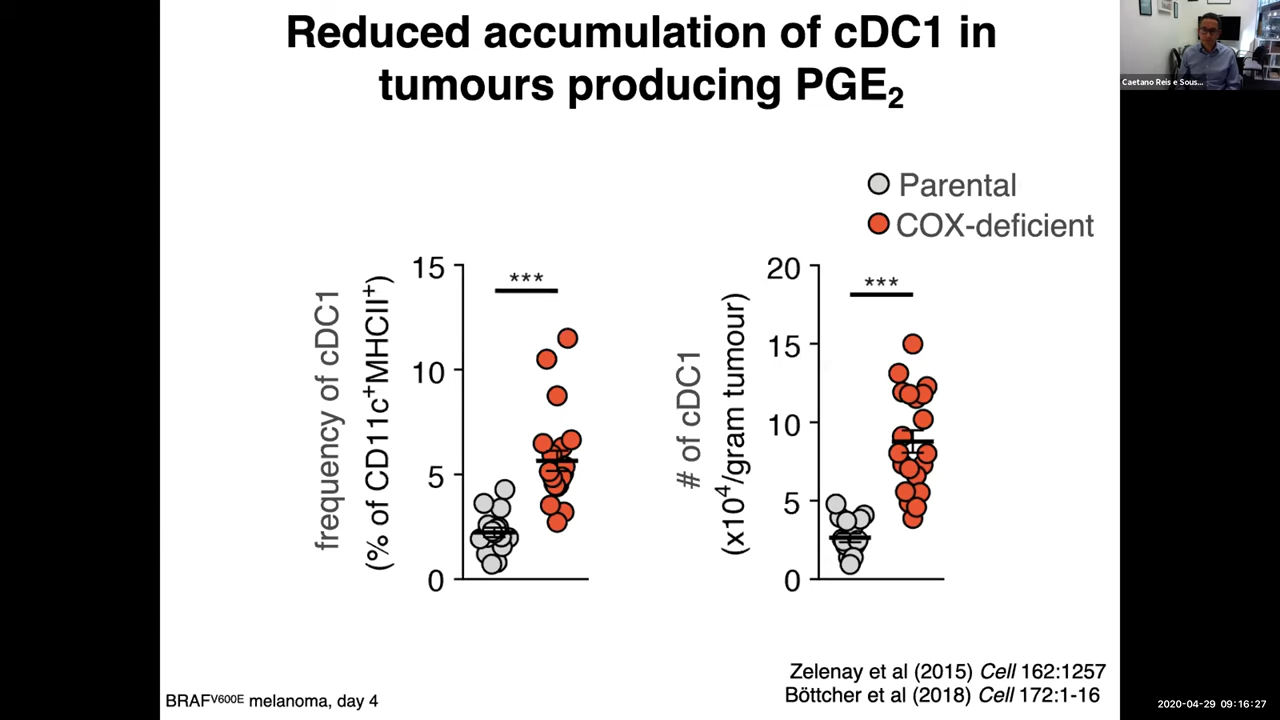 Reduced accumulation of cDC1 in
tumours producing PGE₂
Caetano Reis e Sous...
Parental
COX-deficient
frequency of cDC1
(% of CD11c⁺MHCII⁺)
15
10
5
0
***
# of cDC1
(x10⁴/gram tumour)
20
15
10
5
0
***
Zelenay et al (2015) Cell 162:1257
Böttcher et al (2018) Cell 172:1-16
BRAFⱽ⁶⁰⁰ᴱ melanoma, day 4
2020-04-29 09:16:27